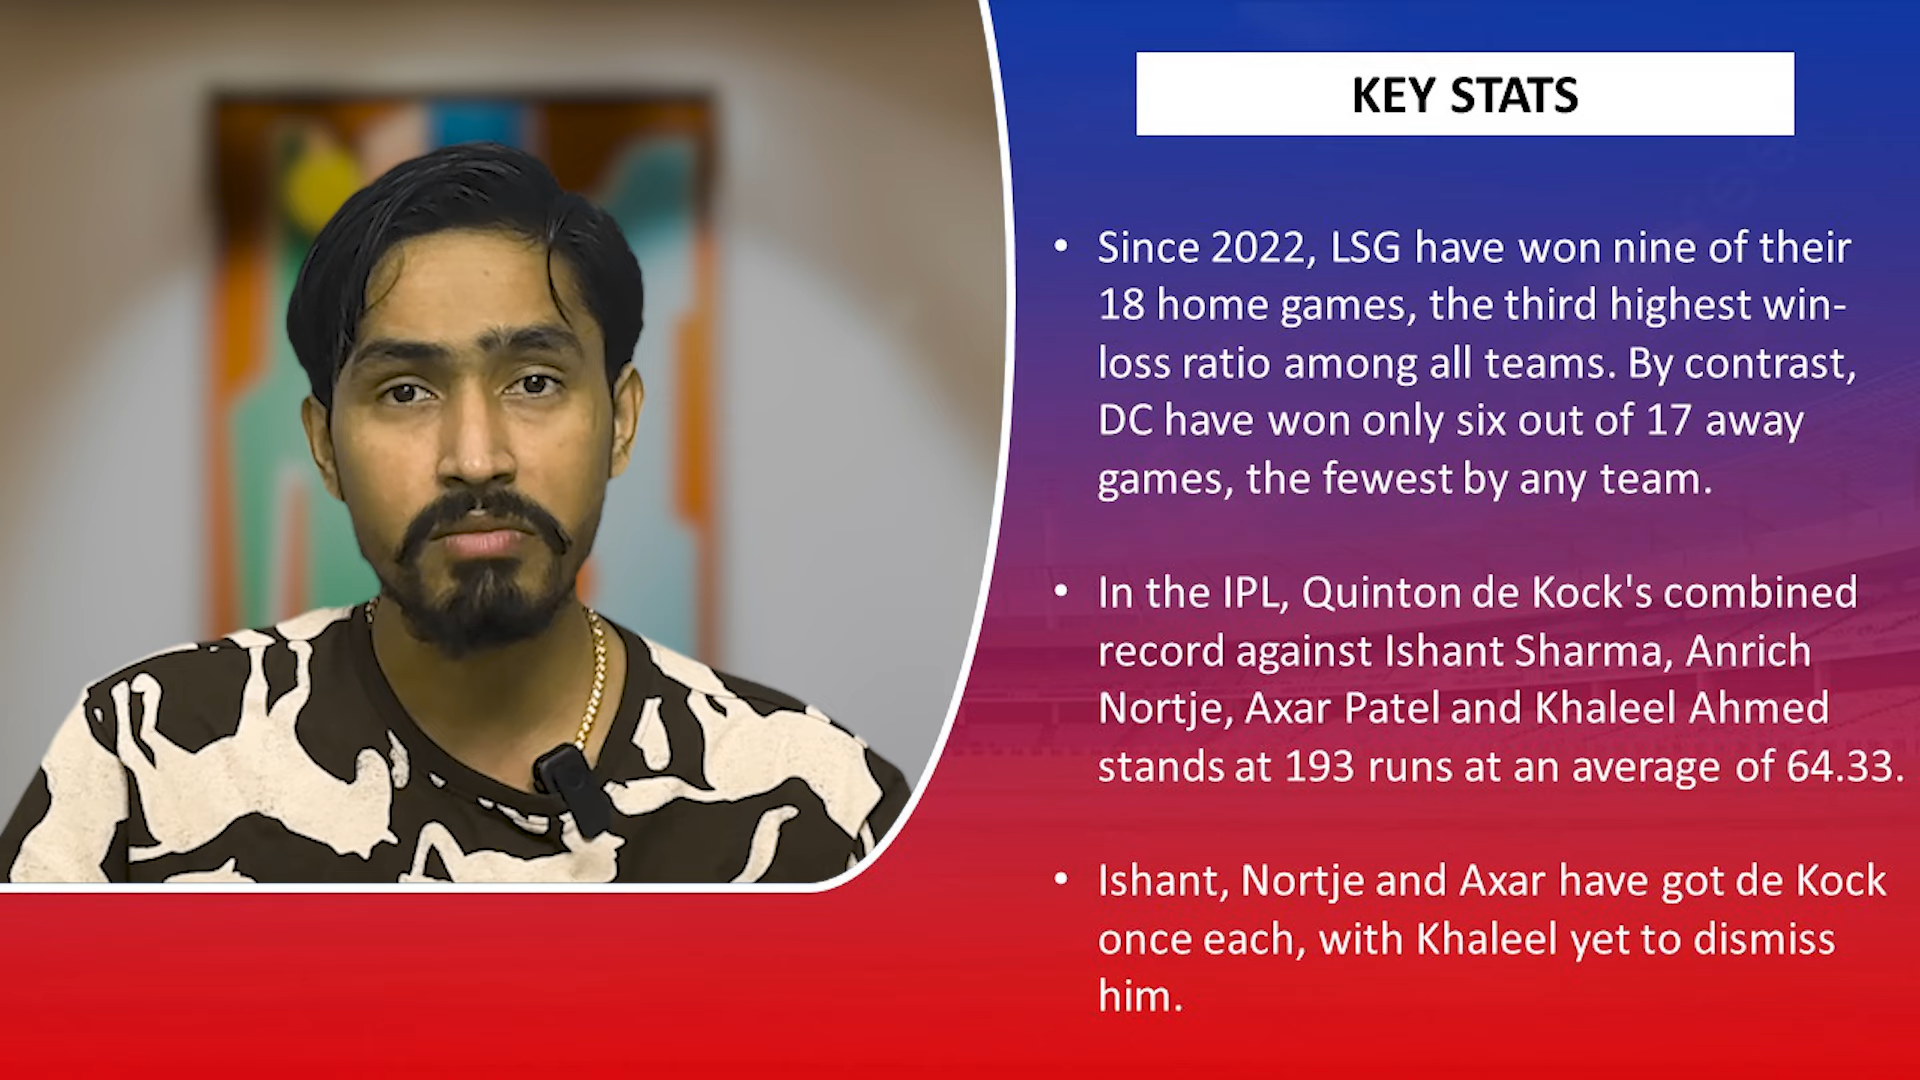 KEY STATS
• Since 2022, LSG have won nine of their
18 home games, the third highest win-
loss ratio among all teams. By contrast,
DC have won only six out of 17 away
games, the fewest by any team.
• In the IPL, Quinton de Kock's combined
record against Ishant Sharma, Anrich
Nortje, Axar Patel and Khaleel Ahmed
stands at 193 runs at an average of 64.33.
• Ishant, Nortje and Axar have got de Kock
once each, with Khaleel yet to dismiss
him.